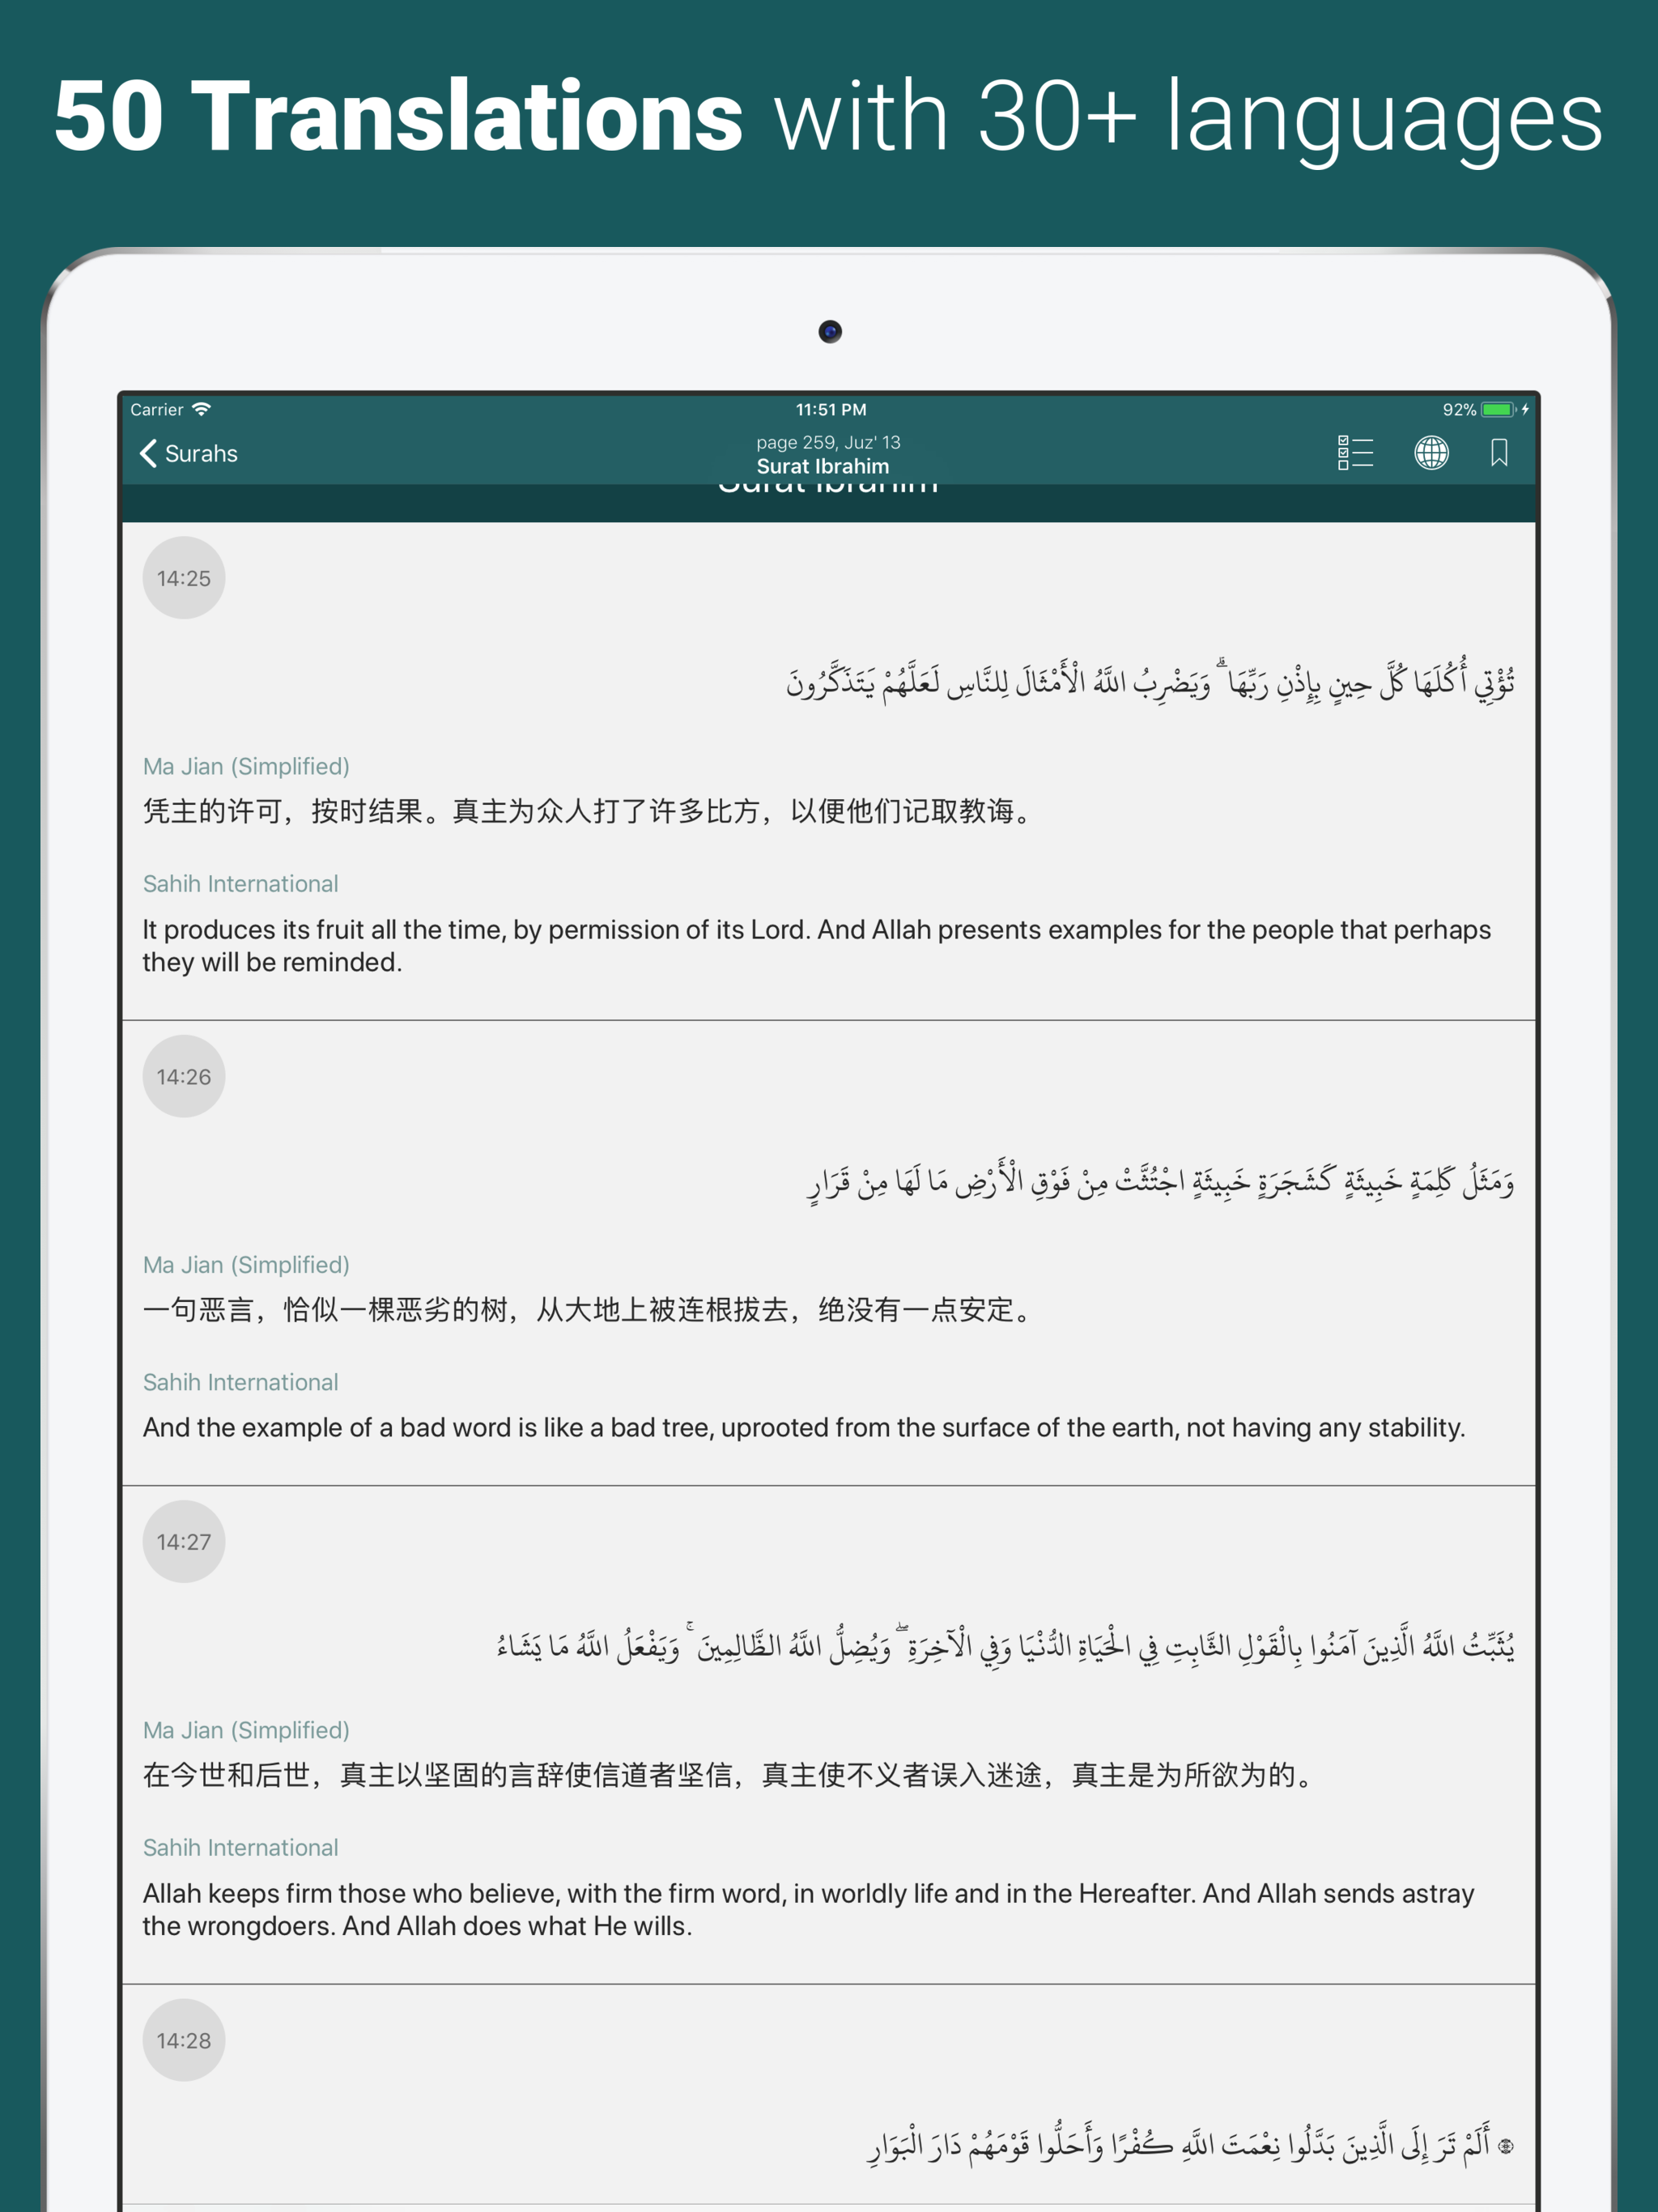 50 Translations with 30+ languages
Carrier
11:51 PM
92%
Surahs
page 259, Juz' 13
Surat Ibrahim
Surat Ibrahim
14:25
تُؤْتِي أُكُلَهَا كُلَّ حِينٍ بِإِذْنِ رَبِّهَا ۗ وَيَضْرِبُ اللَّهُ الْأَمْثَالَ لِلنَّاسِ لَعَلَّهُمْ يَتَذَكَّرُونَ
Ma Jian (Simplified)
凭主的许可，按时结果。真主为众人打了许多比方，以便他们记取教诲。
Sahih International
It produces its fruit all the time, by permission of its Lord. And Allah presents examples for the people that perhaps
they will be reminded.
14:26
وَمَثَلُ كَلِمَةٍ خَبِيثَةٍ كَشَجَرَةٍ خَبِيثَةٍ اجْتُثَّتْ مِنْ فَوْقِ الْأَرْضِ مَا لَهَا مِنْ قَرَارٍ
Ma Jian (Simplified)
一句恶言，恰似一棵恶劣的树，从大地上被连根拔去，绝没有一点安定。
Sahih International
And the example of a bad word is like a bad tree, uprooted from the surface of the earth, not having any stability.
14:27
يُثَبِّتُ اللَّهُ الَّذِينَ آمَنُوا بِالْقَوْلِ الثَّابِتِ فِي الْحَيَاةِ الدُّنْيَا وَفِي الْآخِرَةِ ۖ وَيُضِلُّ اللَّهُ الظَّالِمِينَ ۚ وَيَفْعَلُ اللَّهُ مَا يَشَاءُ
Ma Jian (Simplified)
在今世和后世，真主以坚固的言辞使信道者坚信，真主使不义者误入迷途，真主是为所欲为的。
Sahih International
Allah keeps firm those who believe, with the firm word, in worldly life and in the Hereafter. And Allah sends astray
the wrongdoers. And Allah does what He wills.
14:28
۞ أَلَمْ تَرَ إِلَى الَّذِينَ بَدَّلُوا نِعْمَتَ اللَّهِ كُفْرًا وَأَحَلُّوا قَوْمَهُمْ دَارَ الْبَوَارِ